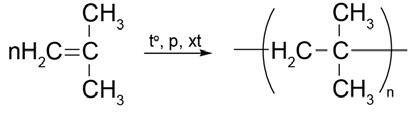 CH₃
CH₃
nH₂C=C
t°, p, xt
H₂C–C
CH₃
CH₃
n